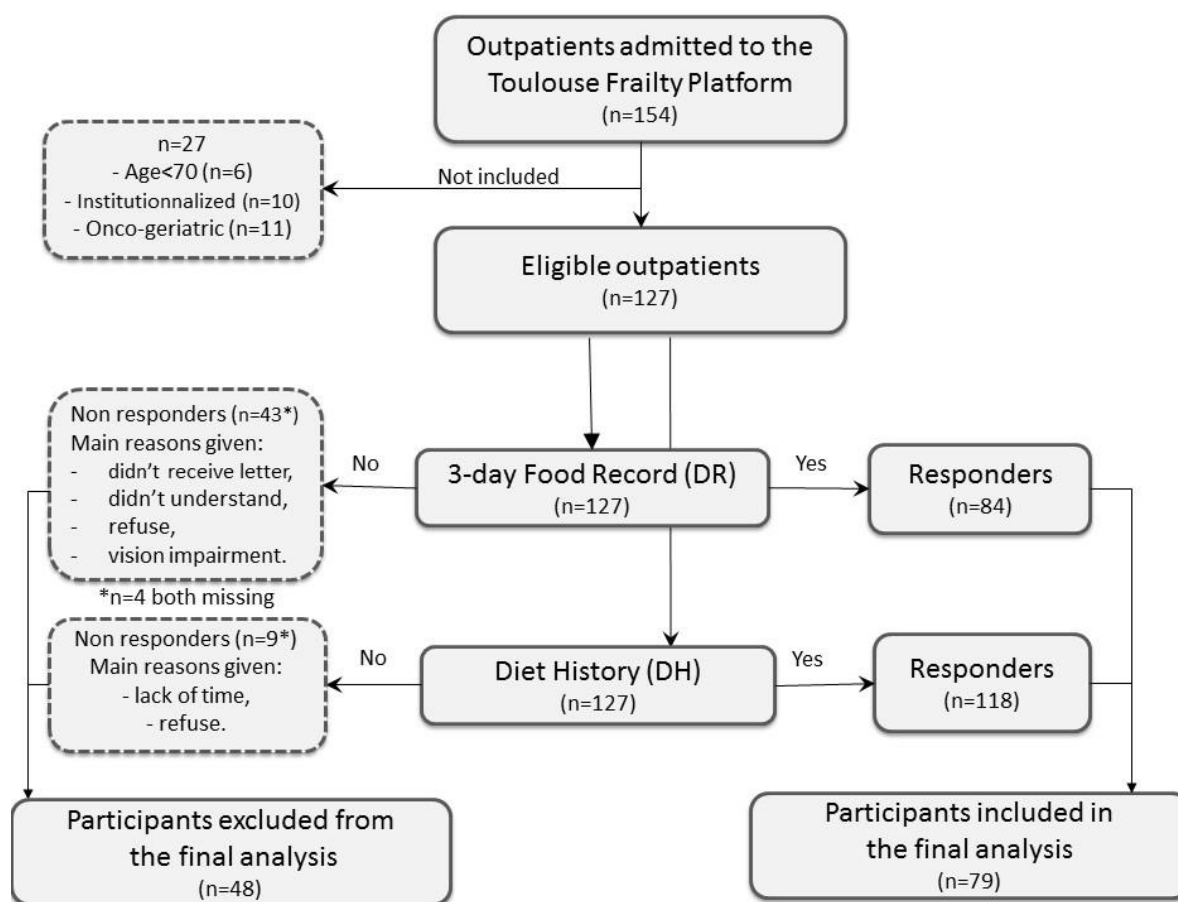 Outpatients admitted to the
Toulouse Frailty Platform
(n=154)
n=27
- Age<70 (n=6)
- Institutionnalized (n=10)
- Onco-geriatric (n=11)
Not included
Eligible outpatients
(n=127)
Non responders (n=43*)
Main reasons given:
- didn't receive letter,
- didn't understand,
- refuse,
- vision impairment.
No
3-day Food Record (DR)
(n=127)
Yes
Responders
(n=84)
*n=4 both missing
Non responders (n=9*)
Main reasons given:
- lack of time,
- refuse.
No
Diet History (DH)
(n=127)
Yes
Responders
(n=118)
Participants excluded from
the final analysis
(n=48)
Participants included in
the final analysis
(n=79)